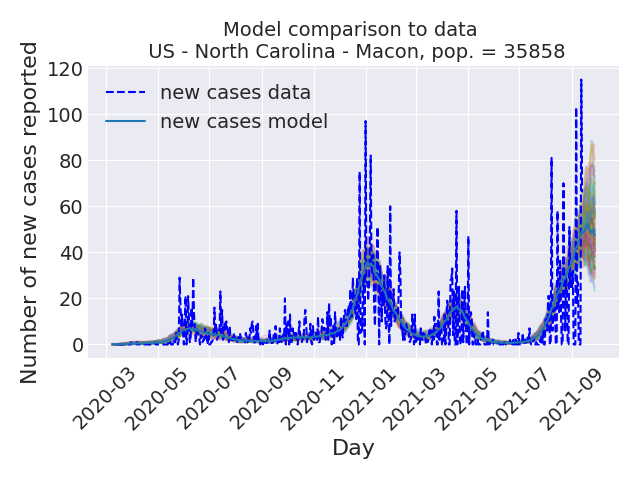 Model comparison to data
US - North Carolina - Macon, pop. = 35858
Number of new cases reported
120
100
80
60
40
20
0
new cases data
new cases model
2020-03
2020-05
2020-07
2020-09
2020-11
2021-01
2021-03
2021-05
2021-07
2021-09
Day